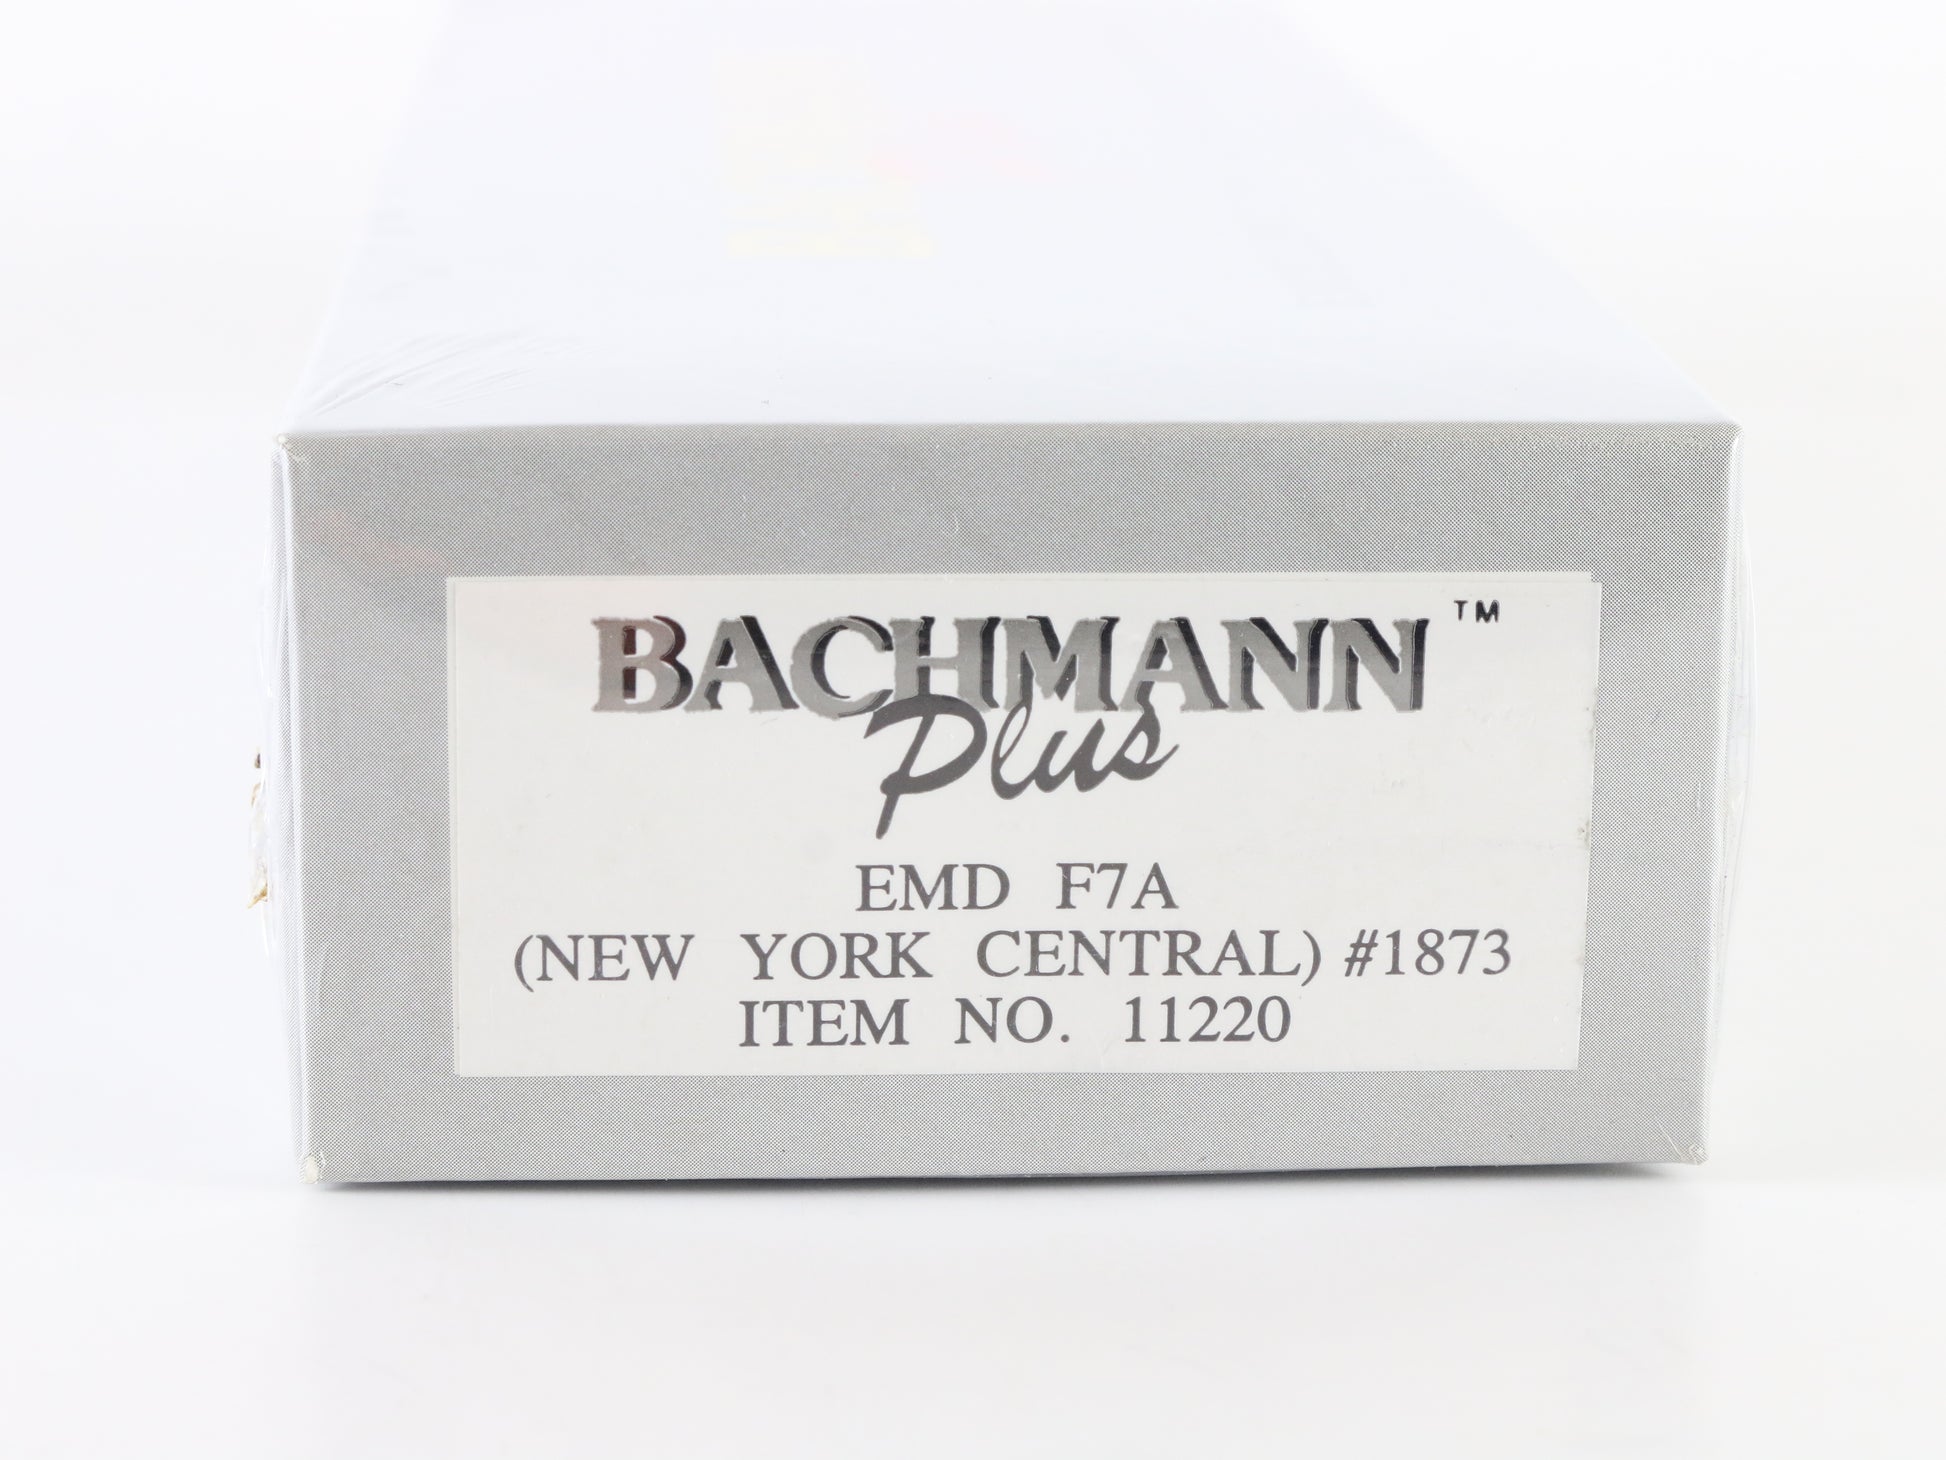 BACHMANN™
Plus
EMD F7A
(NEW YORK CENTRAL) #1873
ITEM NO. 11220